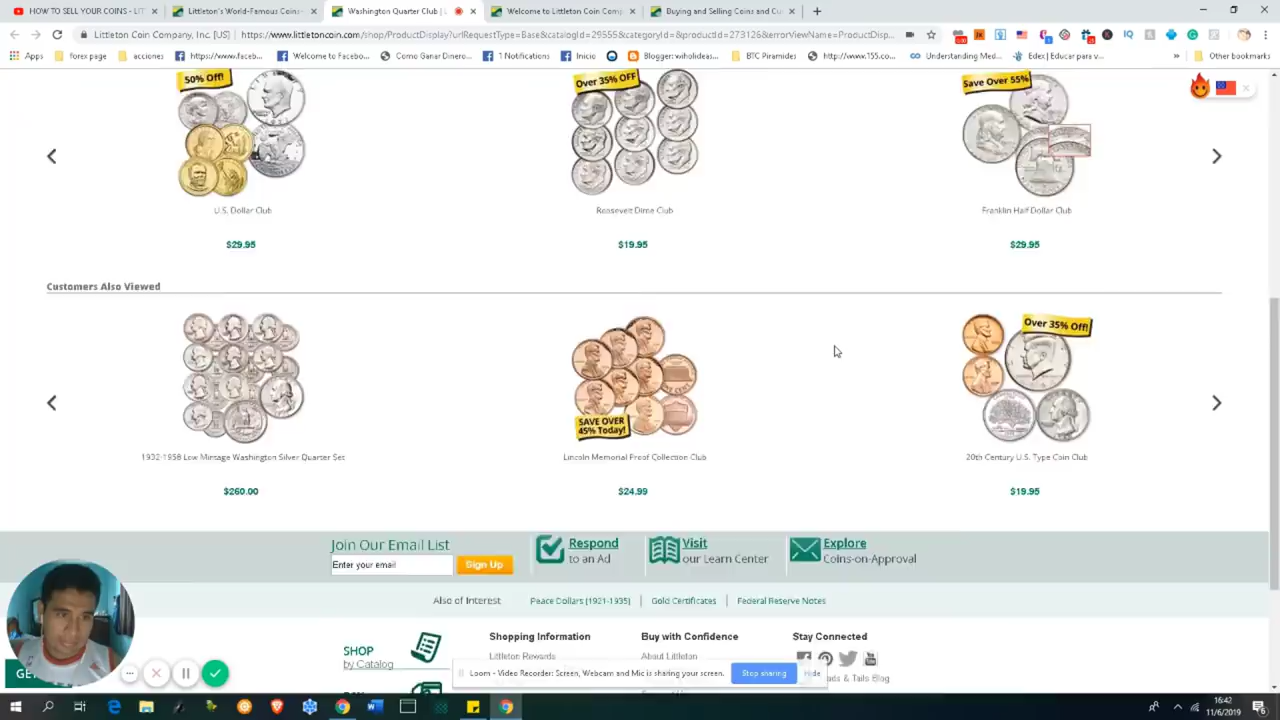 HOW TO SELL YOUR COINS - LIT
Littleton's World-Famous Coins-
Washington Quarter Club | L
Welcome to Littleton Coin Comp
Buying and Selling Coins and Cu
Littleton Coin Company, Inc. [US] | https://www.littletoncoin.com/shop/ProductDisplay?urlRequestType=Base&catalogId=29555&categoryId=&productId=273126&errorViewName=ProductDisp...
Apps forex page acciones https://www.faceb... Welcome to Facebo... Como Ganar Dinero... 1 Notifications Inicio Blogger: wiholideas... BTC Piramides http://www.155.co... Understanding Med... Edex | Educar para v... » Other bookmarks
50% Off!
Over 35% OFF
Save Over 55%
U.S. Dollar Club
Roosevelt Dime Club
Franklin Half Dollar Club
$29.95
$19.95
$29.95
Customers Also Viewed
Over 35% Off!
SAVE OVER
45% Today!
1932-1958 Low Mintage Washington Silver Quarter Set
Lincoln Memorial Proof Collection Club
20th Century U.S. Type Coin Club
$260.00
$24.99
$19.95
Join Our Email List
Enter your email
Sign Up
Respond
to an Ad
Visit
our Learn Center
Explore
Coins-on-Approval
Also of Interest Peace Dollars (1921-1935) | Gold Certificates | Federal Reserve Notes
SHOP
by Catalog
Shopping Information
Buy with Confidence
Stay Connected
Littleton Rewards
About Littleton
ads & Tails Blog
GE
Loom - Video Recorder: Screen, Webcam and Mic is sharing your screen.
Stop sharing
Hide
16:42
11/6/2019